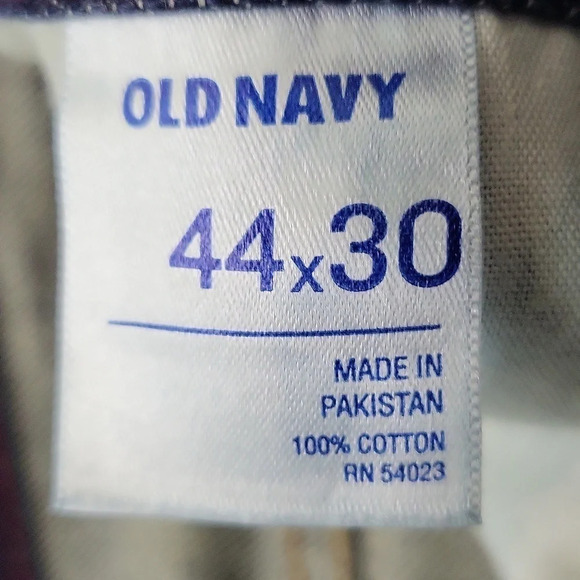 OLD NAVY
44x30
MADE IN
PAKISTAN
100% COTTON
RN 54023